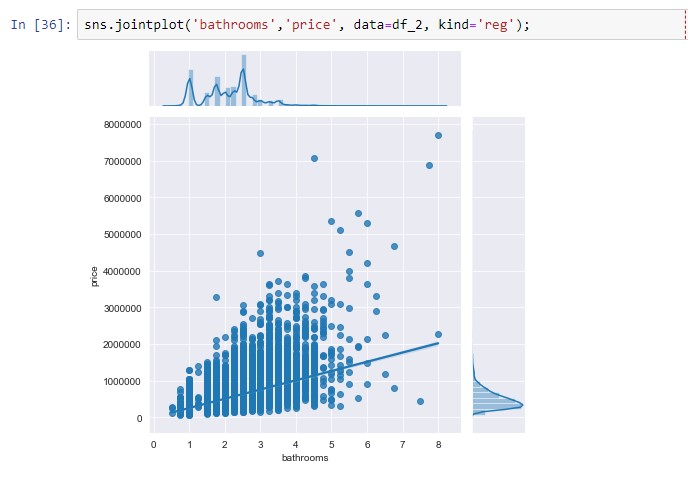 In [36]: sns.jointplot('bathrooms','price', data=df_2, kind='reg');
8000000
7000000
6000000
5000000
4000000
3000000
2000000
1000000
0
price
0 1 2 3 4 5 6 7 8
bathrooms